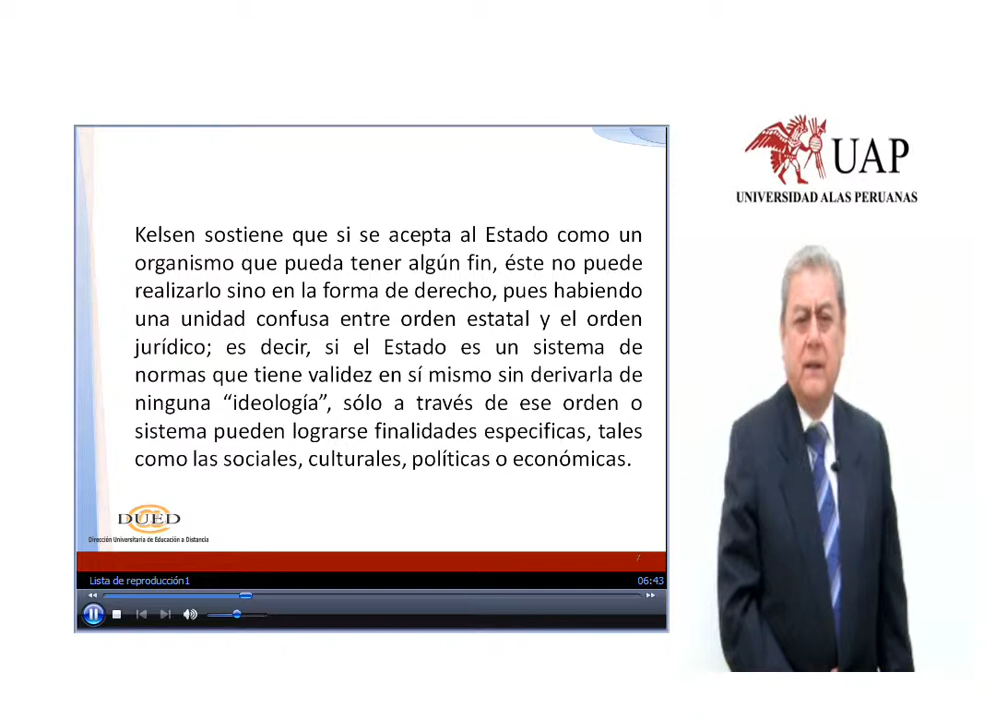 Kelsen sostiene que si se acepta al Estado como un
organismo que pueda tener algún fin, éste no puede
realizarlo sino en la forma de derecho, pues habiendo
una unidad confusa entre orden estatal y el orden
jurídico; es decir, si el Estado es un sistema de
normas que tiene validez en sí mismo sin derivarla de
ninguna “ideología”, sólo a través de ese orden o
sistema pueden lograrse finalidades especificas, tales
como las sociales, culturales, políticas o económicas.
DUED
Dirección Universitaria de Educación a Distancia
7
Lista de reproducción1
06:43
UAP
UNIVERSIDAD ALAS PERUANAS